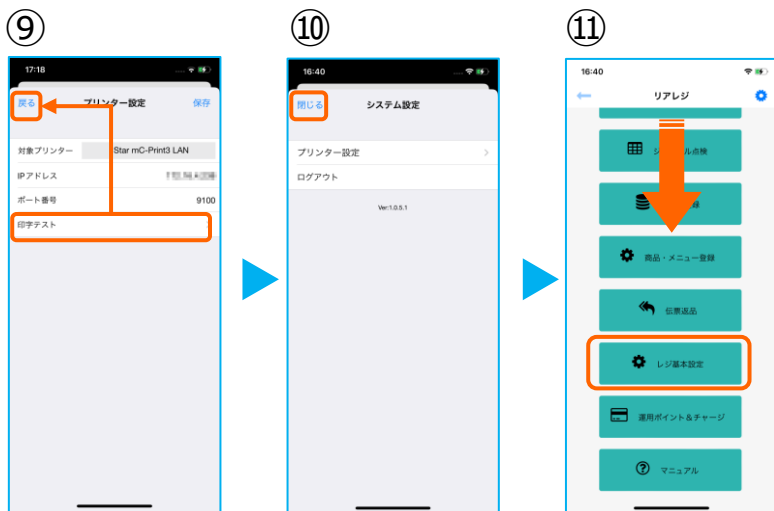 ⑨
17:18
戻る プリンター設定 保存
対象プリンター Star mC-Print3 LAN
IPアドレス
ポート番号 9100
印字テスト
⑩
16:40
閉じる システム設定
プリンター設定
ログアウト
Ver:1.0.5.1
⑪
16:40
リアレジ
ル点検
商品・メニュー登録
伝票返品
レジ基本設定
運用ポイント&チャージ
マニュアル